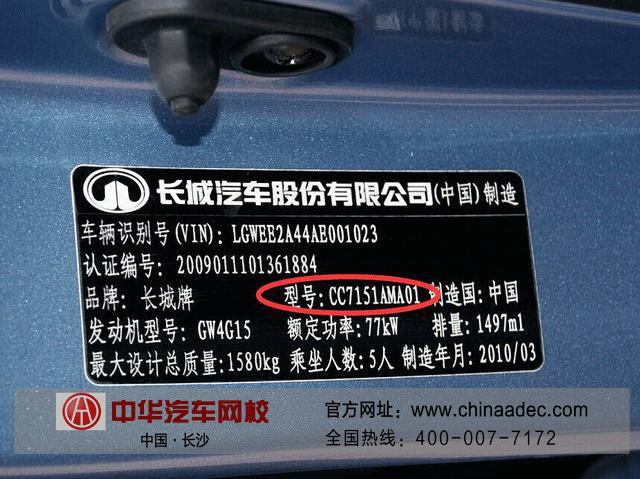 长城汽车股份有限公司(中国)制造
车辆识别号(VIN): LGWEE2A44AE001023
认证编号: 2009011101361884
品牌: 长城牌 型号: CC7151AMA01 制造国: 中国
发动机型号: GW4G15 额定功率: 77kW 排量: 1497ml
最大设计总质量: 1580kg 乘坐人数: 5人 制造年月: 2010/03
中华汽车网校 官方网址: www.chinaadec.com
中国·长沙 全国热线: 400-007-7172